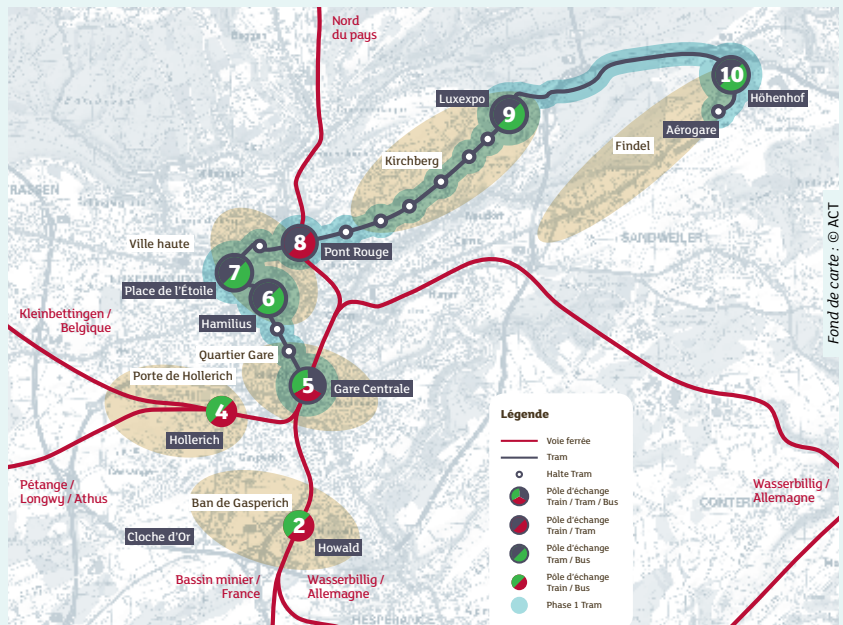 Nord
du pays
10
Höhenhof
Luxexpo
9
Aérogare
Findel
Kirchberg
TRASSEN
Ville haute
8
Pont Rouge
SANDWEILER
7
Place de l'Étoile
6
Kleinbettingen /
Belgique
Hamilius
Quartier Gare
Porte de Hollerich
5
Gare Centrale
4
Hollerich
Pétange /
Longwy / Athus
Ban de Gasperich
2
Cloche d'Or
Howald
Bassin minier /
France
Wasserbillig /
Allemagne
Wasserbillig /
Allemagne
CONTERN
HESPERANGE
Légende
Voie ferrée
Tram
Halte Tram
Pôle d'échange
Train / Tram / Bus
Pôle d'échange
Train / Tram
Pôle d'échange
Tram / Bus
Pôle d'échange
Train / Bus
Phase 1 Tram
Fond de carte : © ACT